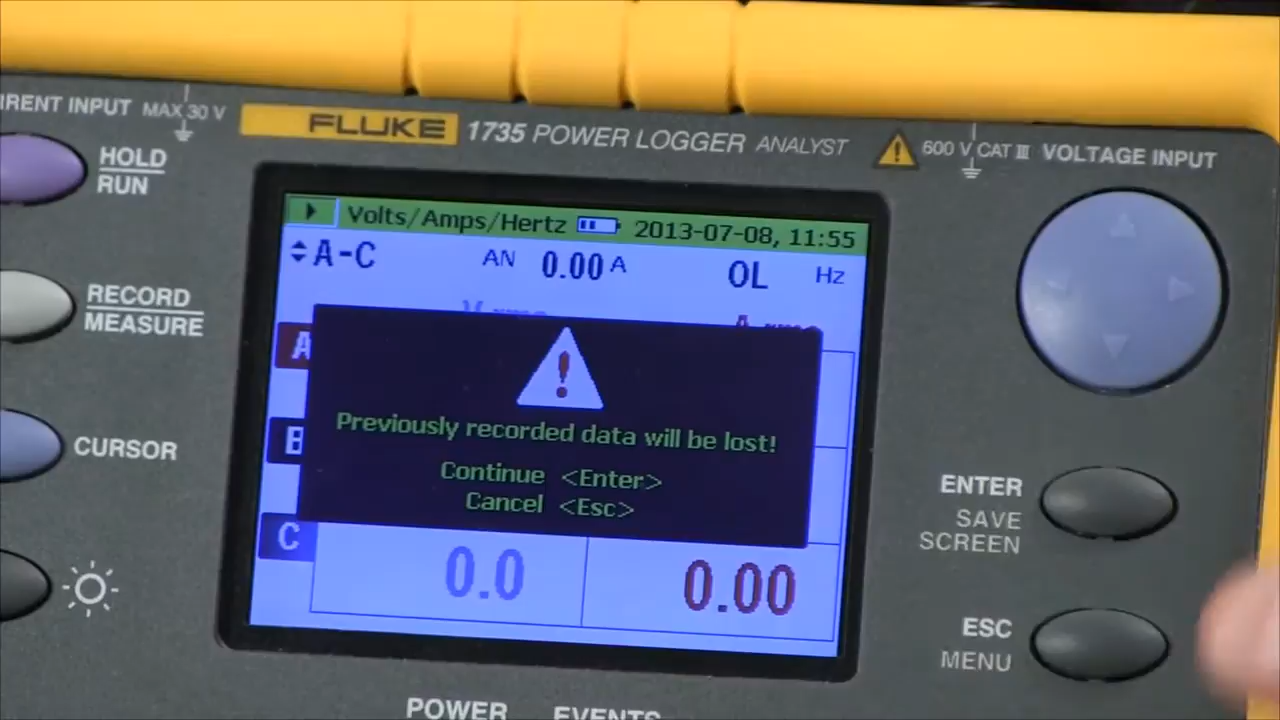 MAX 30 V
FLUKE 1735 POWER LOGGER ANALYST
600 V CAT III VOLTAGE INPUT
HOLD
RUN
RECORD
MEASURE
CURSOR
Volts/Amps/Hertz 2013-07-08, 11:55
A-C AN 0.00 A OL Hz
A
Previously recorded data will be lost!
B
Continue <Enter>
Cancel <Esc>
C
0.0 0.00
ENTER
SAVE
SCREEN
ESC
MENU
POWER EVENTS